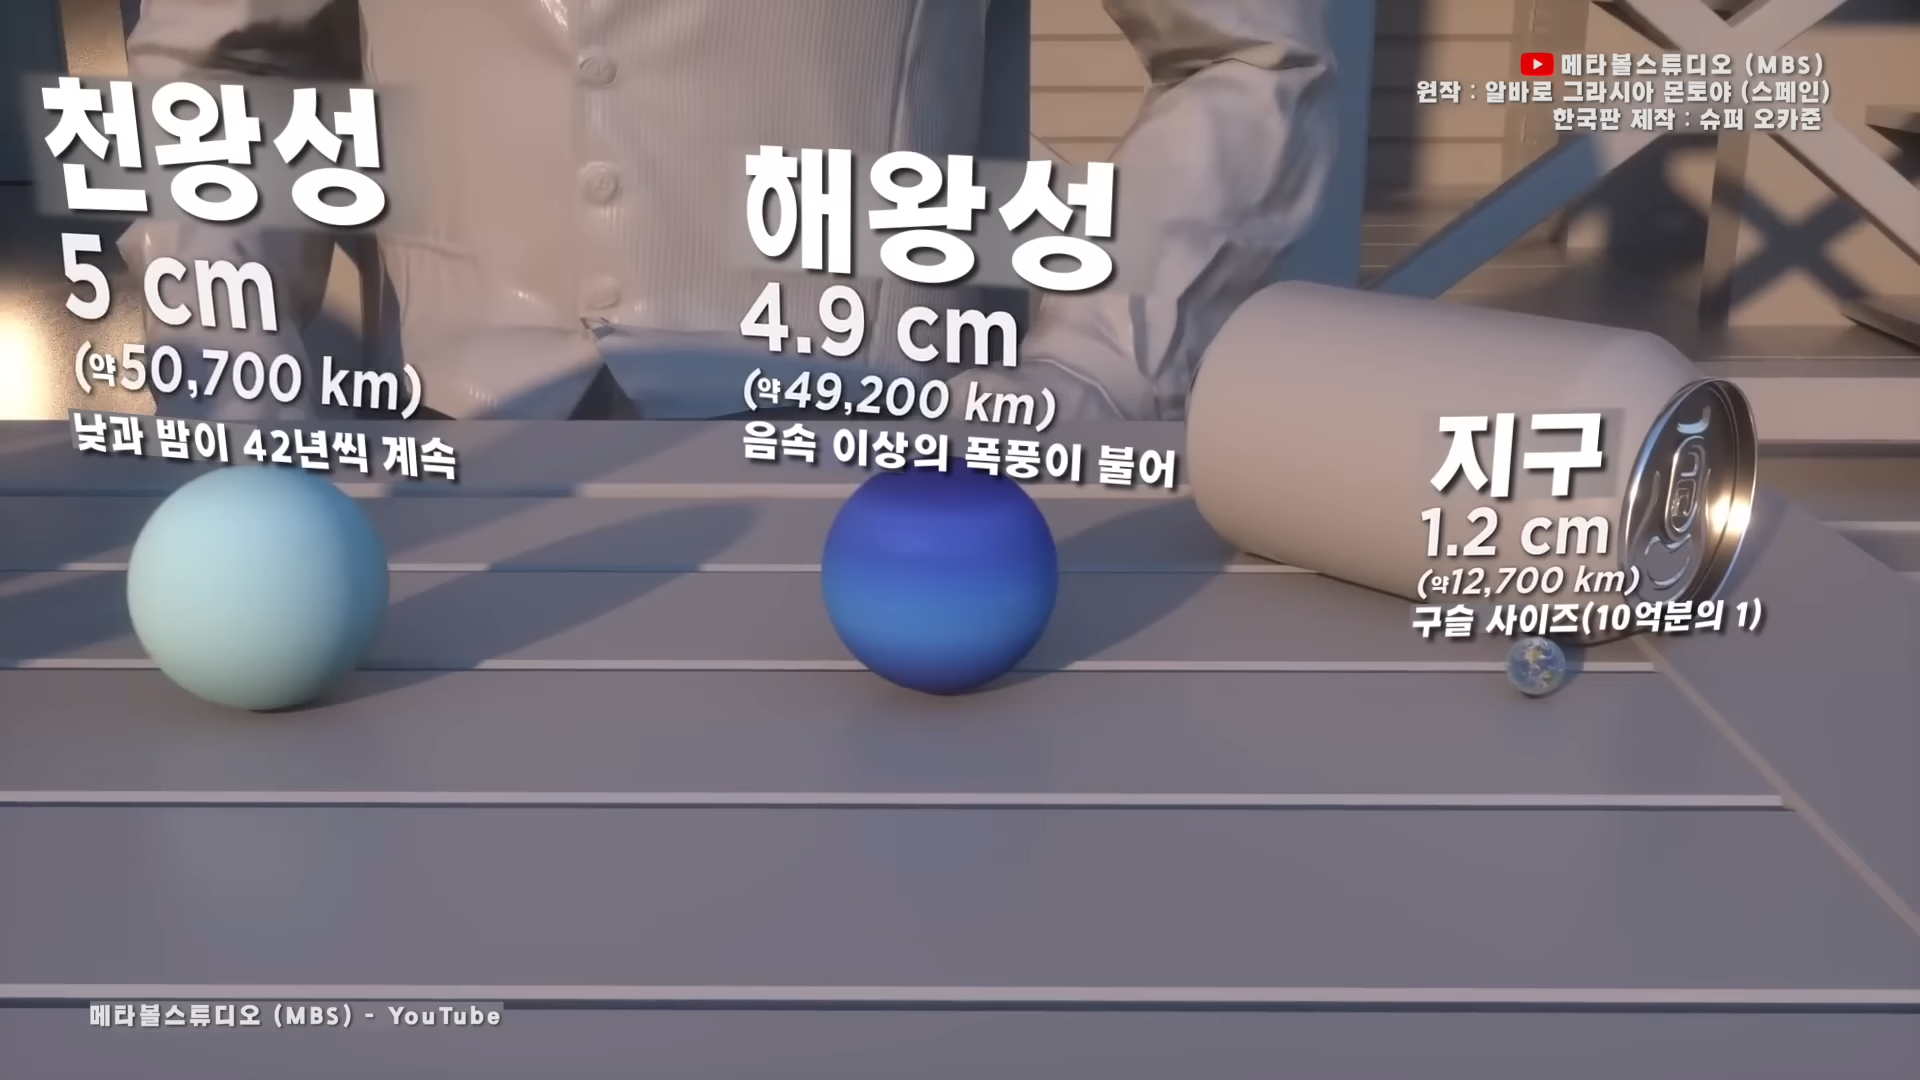 천왕성
5 cm
(약50,700 km)
낮과 밤이 42년씩 계속
해왕성
4.9 cm
(약49,200 km)
음속 이상의 폭풍이 불어
지구
1.2 cm
(약12,700 km)
구슬 사이즈(10억분의 1)
메타볼스튜디오 (MBS)
원작 : 알바로 그라시아 몬토야 (스페인)
한국판 제작 : 슈퍼 오카준
메타볼스튜디오 (MBS) - YouTube